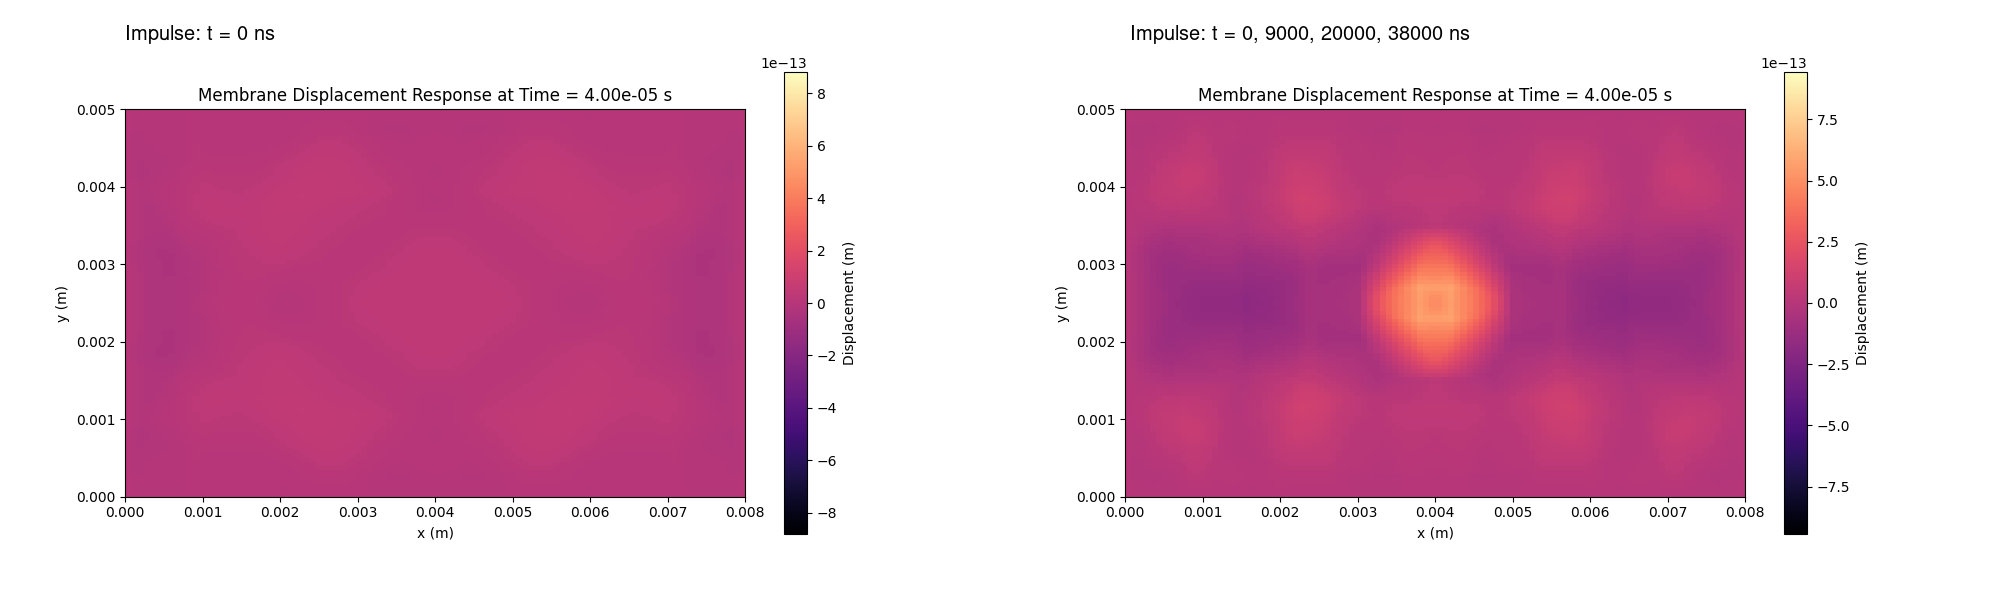 Impulse: t = 0 ns
1e−13
Membrane Displacement Response at Time = 4.00e-05 s
0.005
0.004
0.003
0.002
0.001
0.000
y (m)
0.000 0.001 0.002 0.003 0.004 0.005 0.006 0.007 0.008
x (m)
8
6
4
2
0
−2
−4
−6
−8
Displacement (m)
Impulse: t = 0, 9000, 20000, 38000 ns
1e−13
Membrane Displacement Response at Time = 4.00e-05 s
0.005
0.004
0.003
0.002
0.001
0.000
y (m)
0.000 0.001 0.002 0.003 0.004 0.005 0.006 0.007 0.008
x (m)
7.5
5.0
2.5
0.0
−2.5
−5.0
−7.5
Displacement (m)